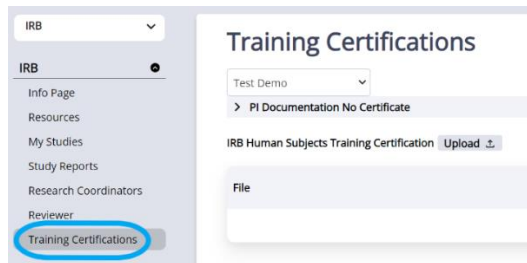 IRB
IRB
Info Page
Resources
My Studies
Study Reports
Research Coordinators
Reviewer
Training Certifications
Training Certifications
Test Demo
PI Documentation No Certificate
IRB Human Subjects Training Certification Upload
File